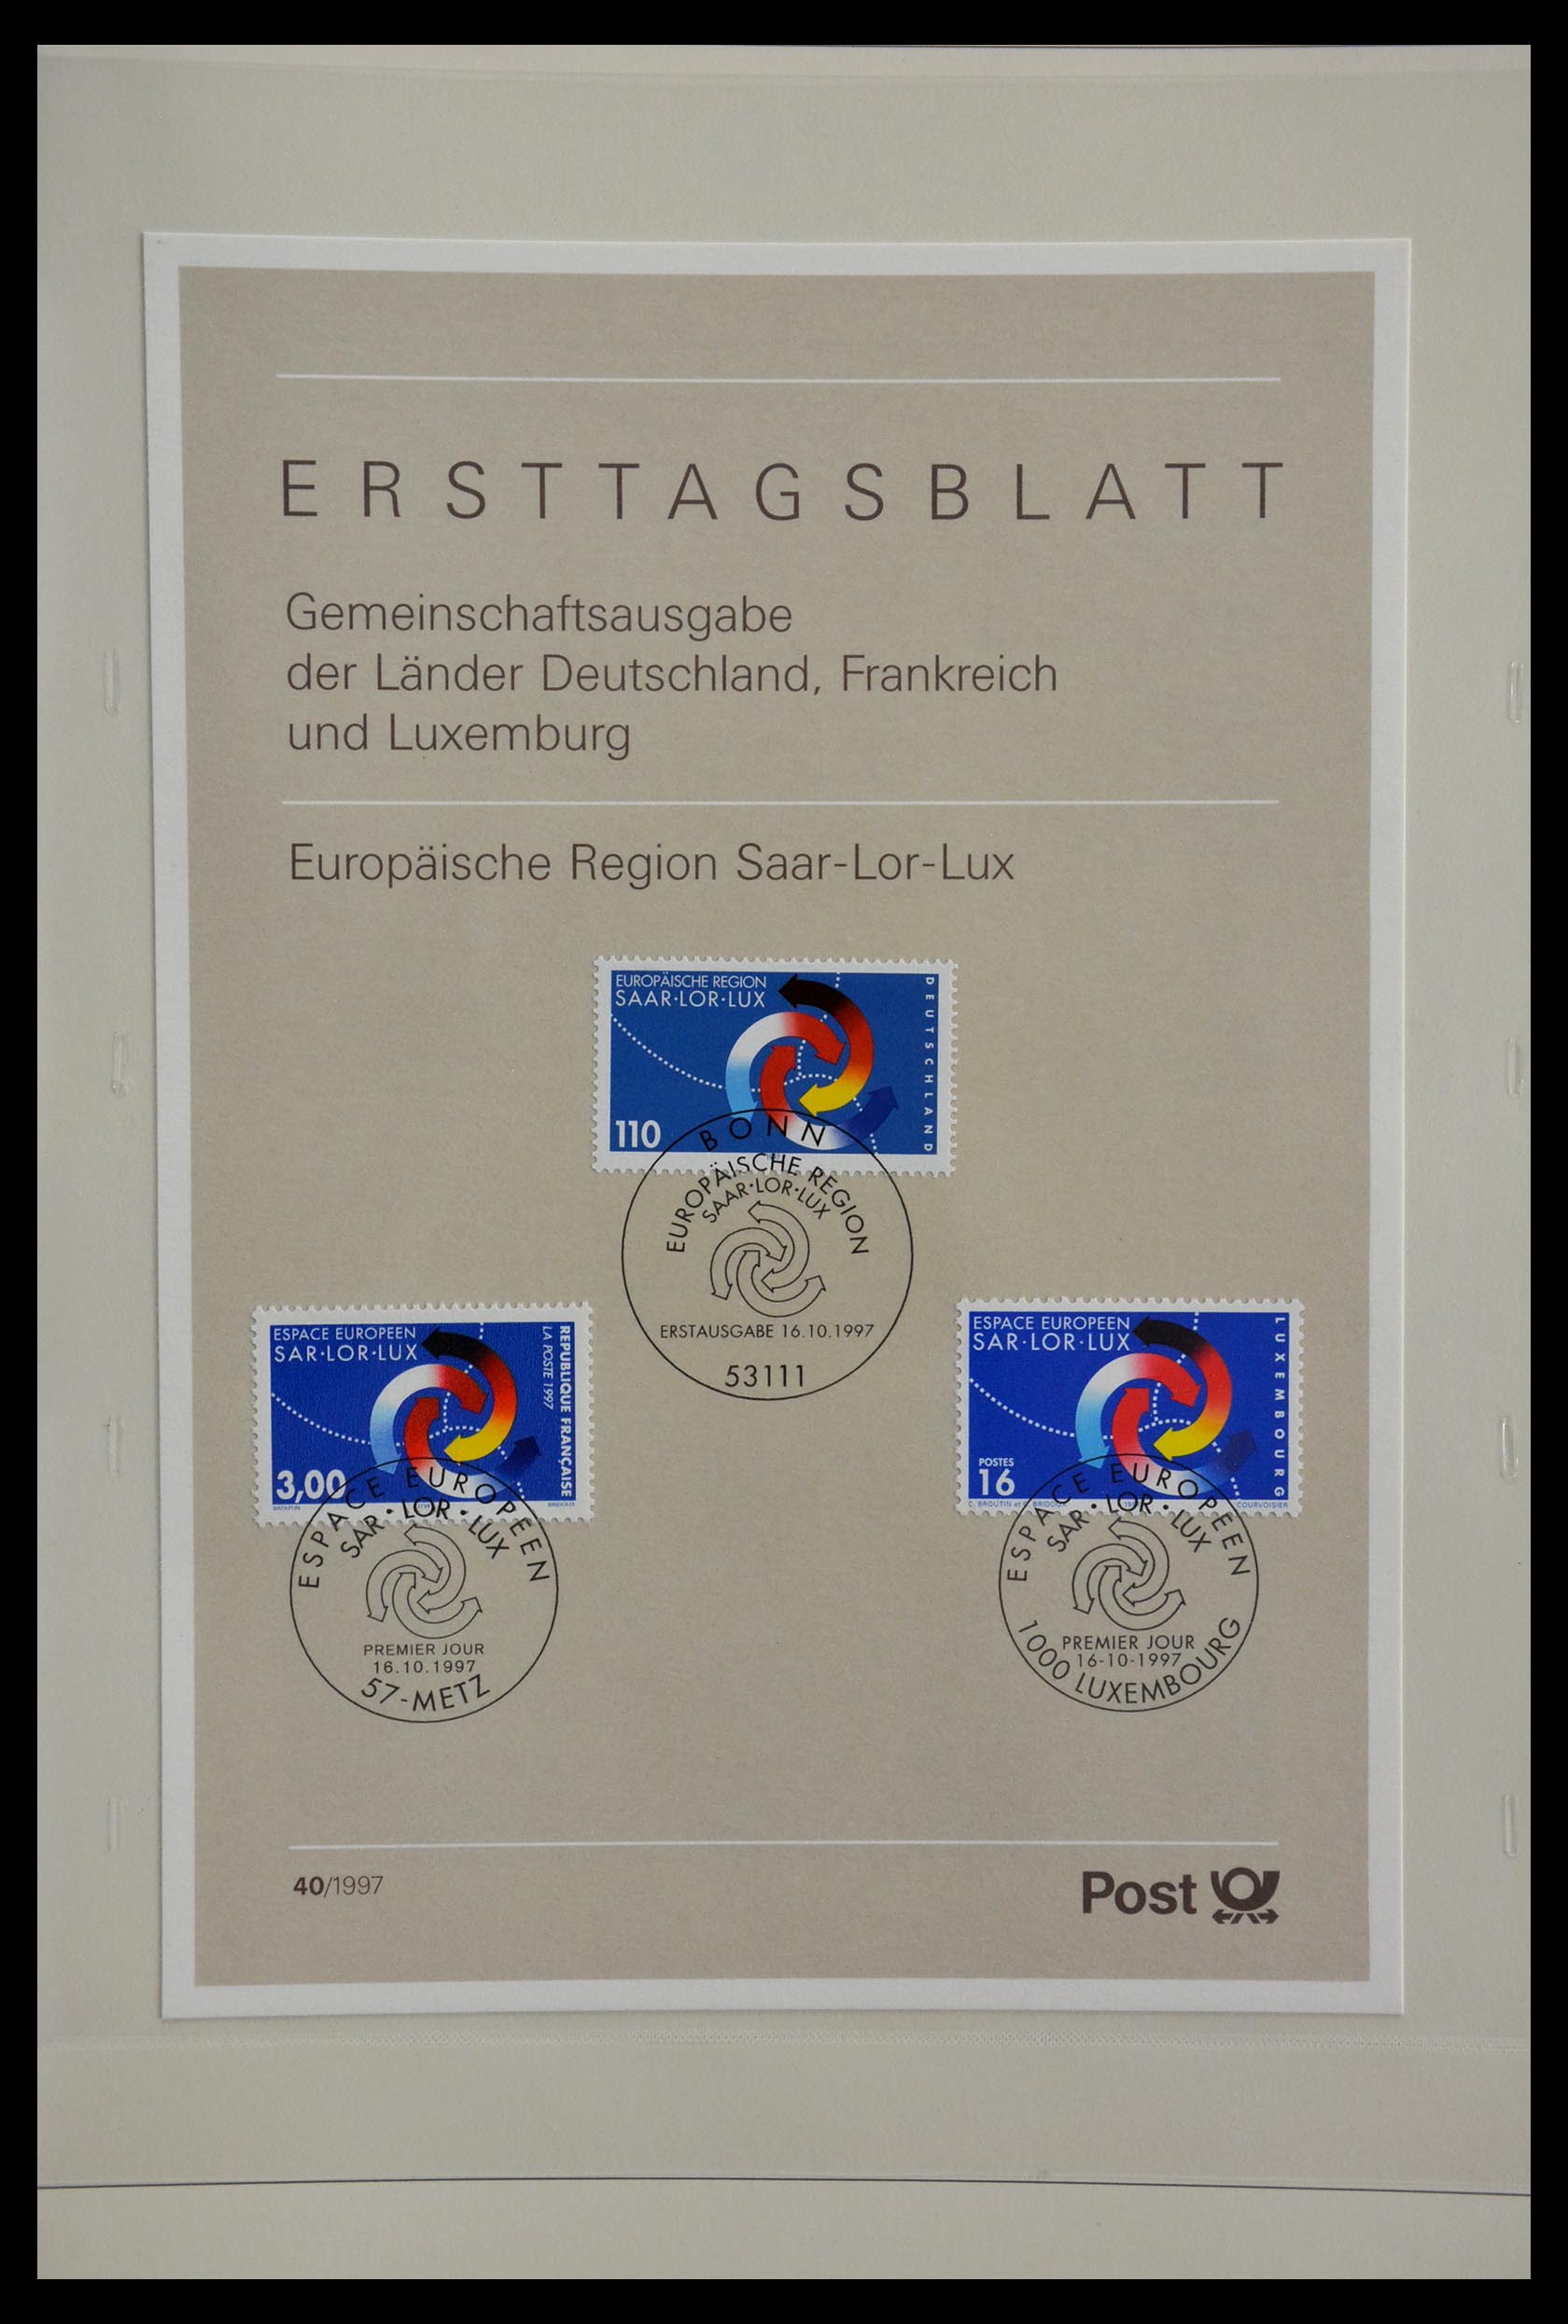 ERSTTAGSBLATT
Gemeinschaftsausgabe
der Länder Deutschland, Frankreich
und Luxemburg
Europäische Region Saar-Lor-Lux
EUROPÄISCHE REGION
SAAR·LOR·LUX
DEUTSCHLAND
110
BONN
EUROPÄISCHE REGION
SAAR·LOR·LUX
ERSTAUSGABE 16.10.1997
53111
ESPACE EUROPEEN
SAR·LOR·LUX
REPUBLIQUE FRANÇAISE
LA POSTE 1997
3,00
ESPACE EUROPEEN
SAR·LOR·LUX
PREMIER JOUR
16.10.1997
57-METZ
ESPACE EUROPEEN
SAR·LOR·LUX
LUXEMBOURG
POSTES
16
C. BROUTIN et C. BRIDOUX
COURVOISIER
ESPACE EUROPEEN
SAR·LOR·LUX
PREMIER JOUR
16-10-1997
1000 LUXEMBOURG
40/1997
Post